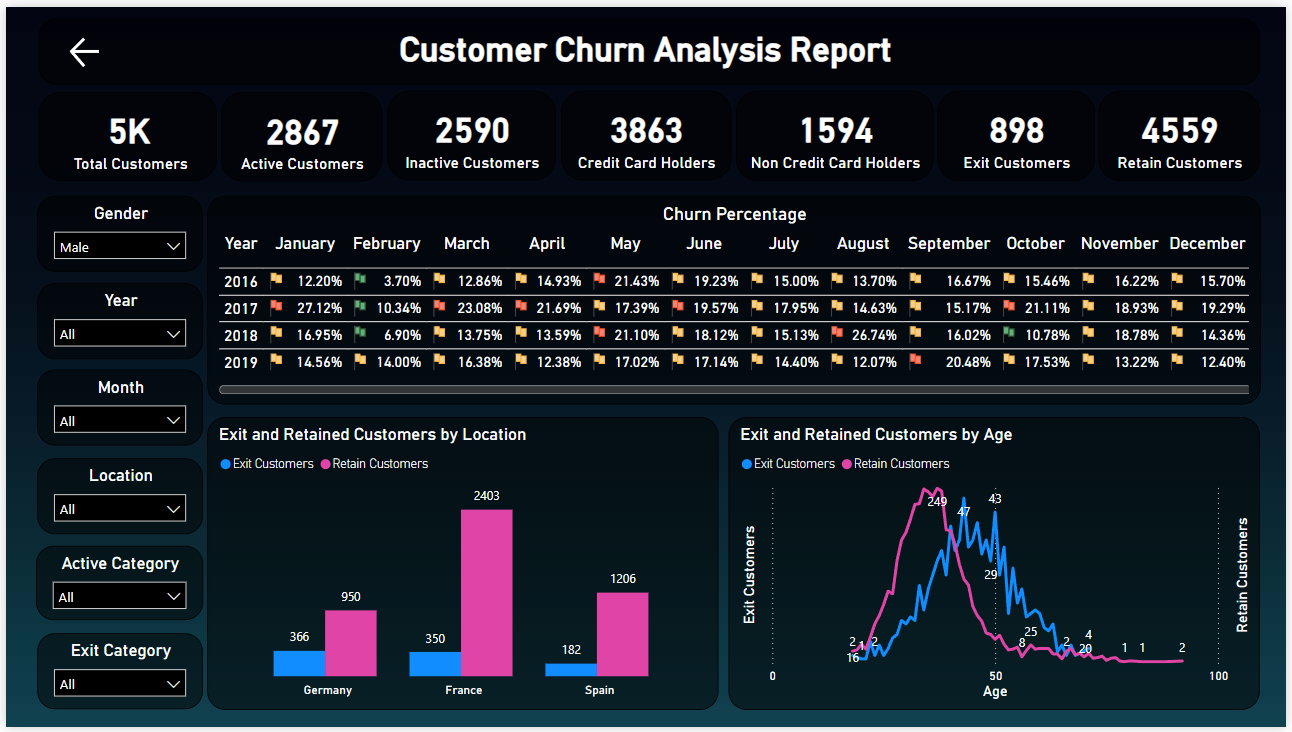 Customer Churn Analysis Report
5K 2867 2590 3863 1594 898 4559
Total Customers Active Customers Inactive Customers Credit Card Holders Non Credit Card Holders Exit Customers Retain Customers
Gender
Male
Year
All
Month
All
Location
All
Active Category
All
Exit Category
All
Churn Percentage
Year January February March April May June July August September October November December
2016 12.20% 3.70% 12.86% 14.93% 21.43% 19.23% 15.00% 13.70% 16.67% 15.46% 16.22% 15.70%
2017 27.12% 10.34% 23.08% 21.69% 17.39% 19.57% 17.95% 14.63% 15.17% 21.11% 18.93% 19.29%
2018 16.95% 6.90% 13.75% 13.59% 21.10% 18.12% 15.13% 26.74% 16.02% 10.78% 18.78% 14.36%
2019 14.56% 14.00% 16.38% 12.38% 17.02% 17.14% 14.40% 12.07% 20.48% 17.53% 13.22% 12.40%
Exit and Retained Customers by Location
Exit Customers Retain Customers
2403
1206
950
366 350 182
Germany France Spain
Exit and Retained Customers by Age
Exit Customers Retain Customers
Exit Customers
249 47 43
29
2 1 2 16
8 25 2 4 20 1 1 2
0 50 100
Age
Retain Customers